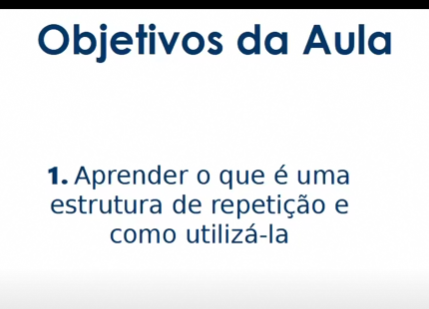 Objetivos da Aula
1. Aprender o que é uma
estrutura de repetição e
como utilizá-la